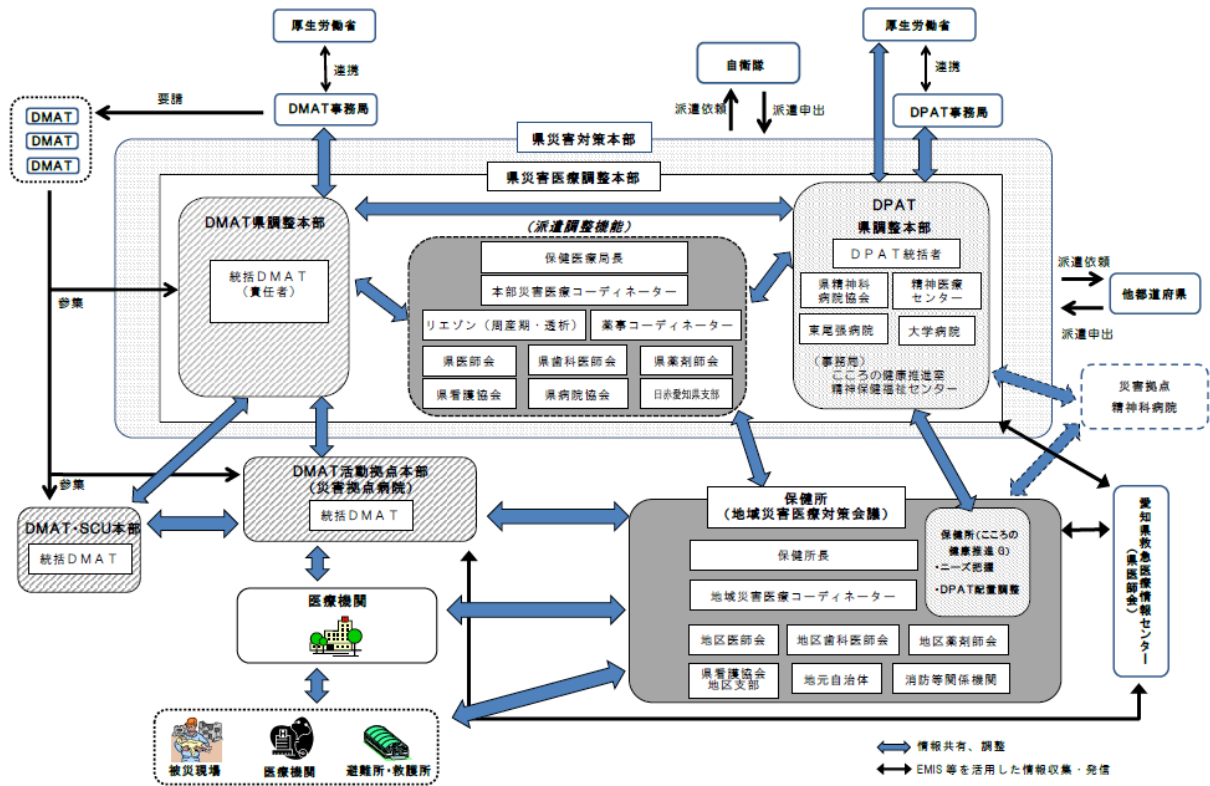 厚生労働省
連携
DMAT事務局
要請
DMAT
DMAT
DMAT
自衛隊
派遣依頼
派遣申出
厚生労働省
連携
DPAT事務局
県災害対策本部
県災害医療調整本部
DMAT県調整本部
統括DMAT
(責任者)
(派遣調整機能)
保健医療局長
本部災害医療コーディネーター
リエゾン(周産期・透析)
薬事コーディネーター
県医師会
県歯科医師会
県薬剤師会
県看護協会
県病院協会
日赤愛知県支部
DPAT
県調整本部
DPAT統括者
県精神科
病院協会
精神医療
センター
東尾張病院
大学病院
(事務局)
こころの健康推進室
精神保健福祉センター
派遣依頼
他都道府県
派遣申出
災害拠点
精神科病院
参集
参集
DMAT活動拠点本部
(災害拠点病院)
統括DMAT
DMAT・SCU本部
統括DMAT
医療機関
被災現場
医療機関
避難所・救護所
保健所
(地域災害医療対策会議)
保健所長
地域災害医療コーディネーター
地区医師会
地区歯科医師会
地区薬剤師会
県看護協会
地区支部
地元自治体
消防等関係機関
保健所(こころの
健康推進G)
・ニーズ把握
・DPAT配置調整
愛知県救急医療情報センター
(県医師会)
情報共有、調整
EMIS等を活用した情報収集・発信